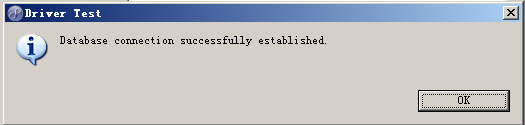 Driver Test
Database connection successfully established.
OK